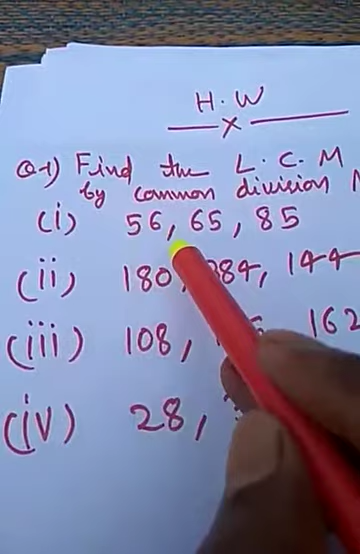 H.W
x
Q-1) Find the L.C.M
by common division
(i) 56, 65, 85
(ii) 180, 384, 144
(iii) 108, 162
(iv) 28,